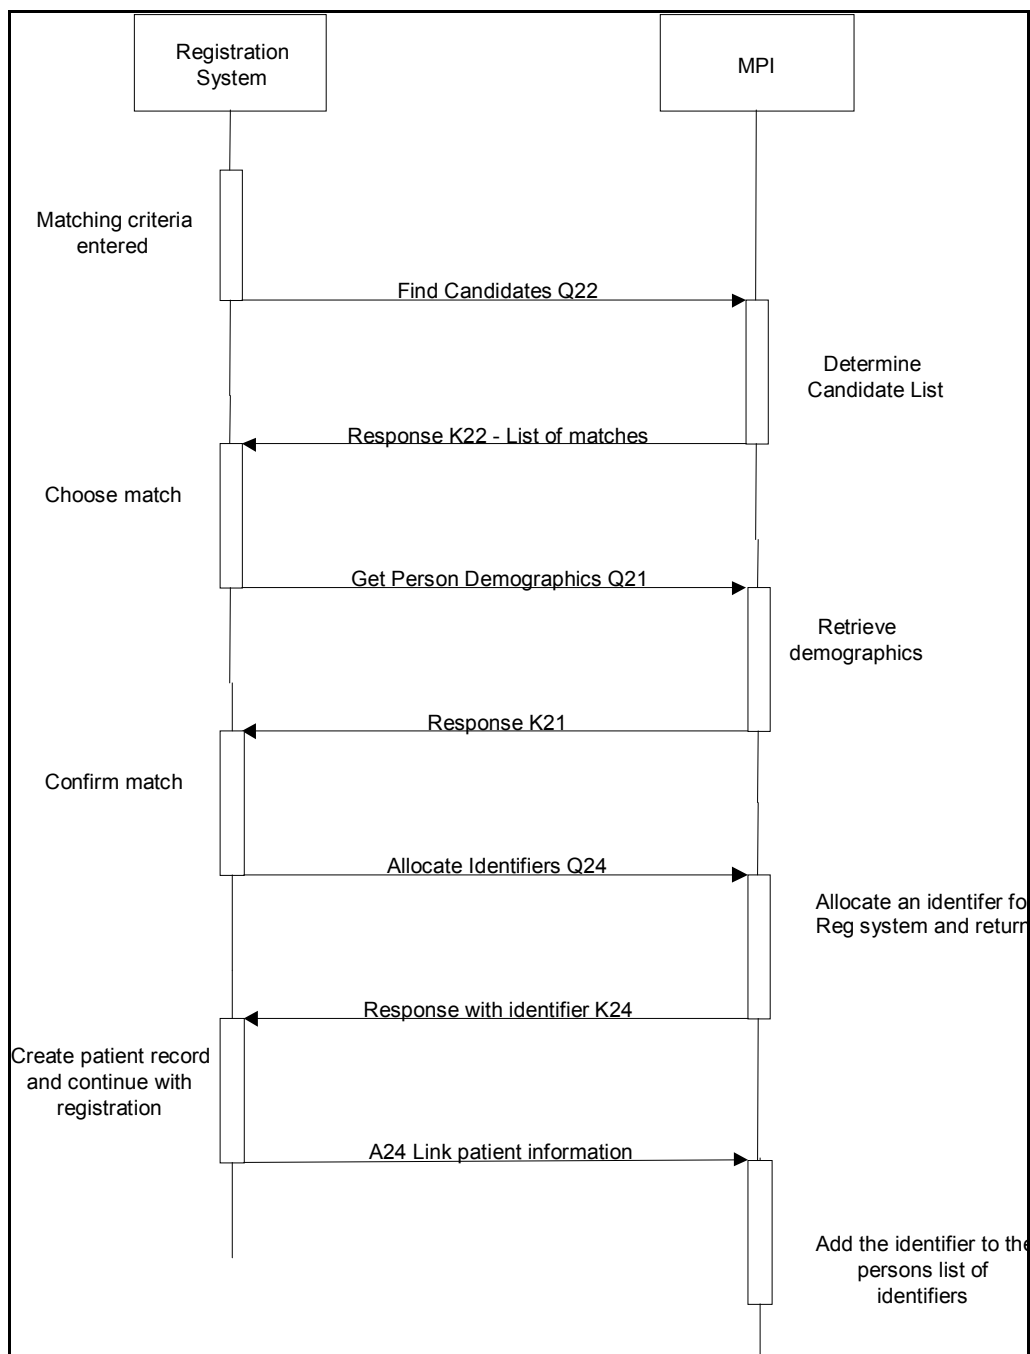 Registration
System
MPI
Matching criteria
entered
Find Candidates Q22
Determine
Candidate List
Response K22 - List of matches
Choose match
Get Person Demographics Q21
Retrieve
demographics
Response K21
Confirm match
Allocate Identifiers Q24
Allocate an identifer fo
Reg system and return
Response with identifier K24
Create patient record
and continue with
registration
A24 Link patient information
Add the identifier to the
persons list of
identifiers